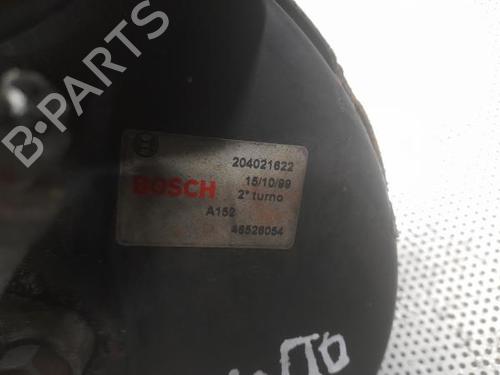 B-PARTS
204021622
BOSCH 15/10/99
2° turno
A152
46526054